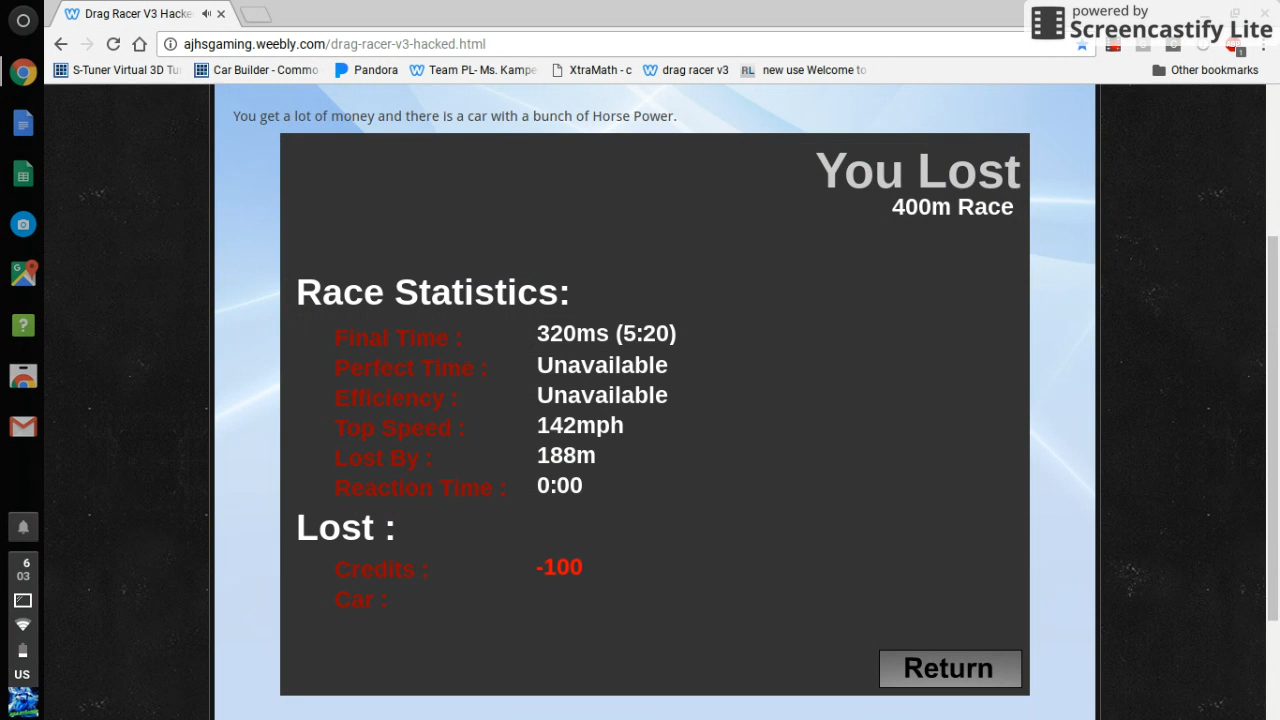 Drag Racer V3 Hacke
powered by
Screencastify Lite
ajhsgaming.weebly.com/drag-racer-v3-hacked.html
S-Tuner Virtual 3D Tu
Car Builder - Commo
Pandora
Team PL- Ms. Kampe
XtraMath - c
drag racer v3
RL new use Welcome to
Other bookmarks
You get a lot of money and there is a car with a bunch of Horse Power.
You Lost
400m Race
Race Statistics:
Final Time : 320ms (5:20)
Perfect Time : Unavailable
Efficiency : Unavailable
Top Speed : 142mph
Lost By : 188m
Reaction Time : 0:00
Lost :
Credits : -100
Car :
Return
6
03
US